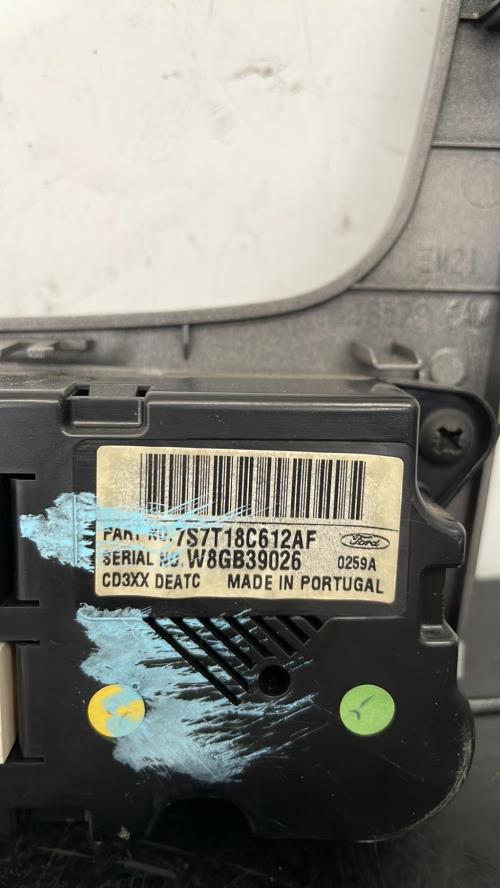 PART NO. 7S7T18C612AF Ford
SERIAL NO. W8GB39026 0259A
CD3XX DEATC MADE IN PORTUGAL